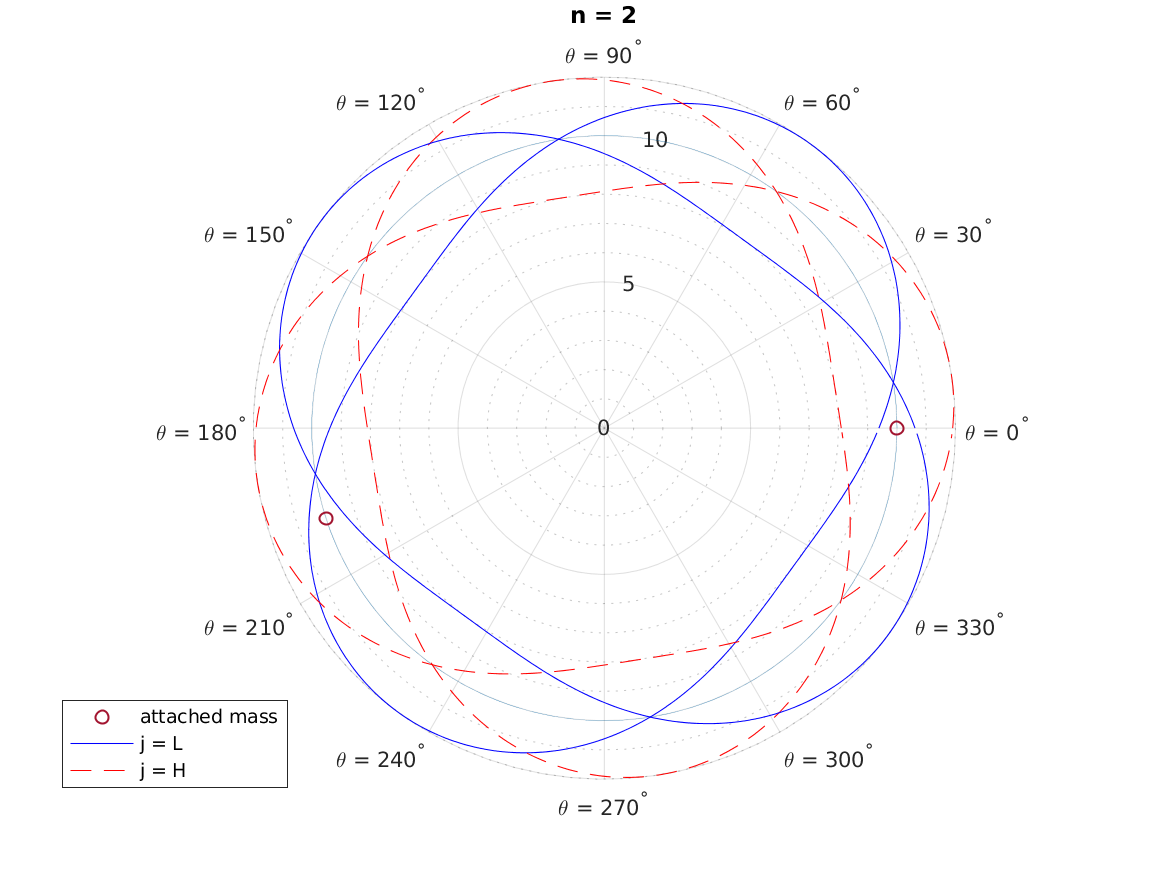 n = 2
θ = 90°
θ = 120°
θ = 60°
10
θ = 150°
θ = 30°
5
θ = 180°
0
θ = 0°
θ = 210°
θ = 330°
attached mass
j = L
j = H
θ = 240°
θ = 300°
θ = 270°